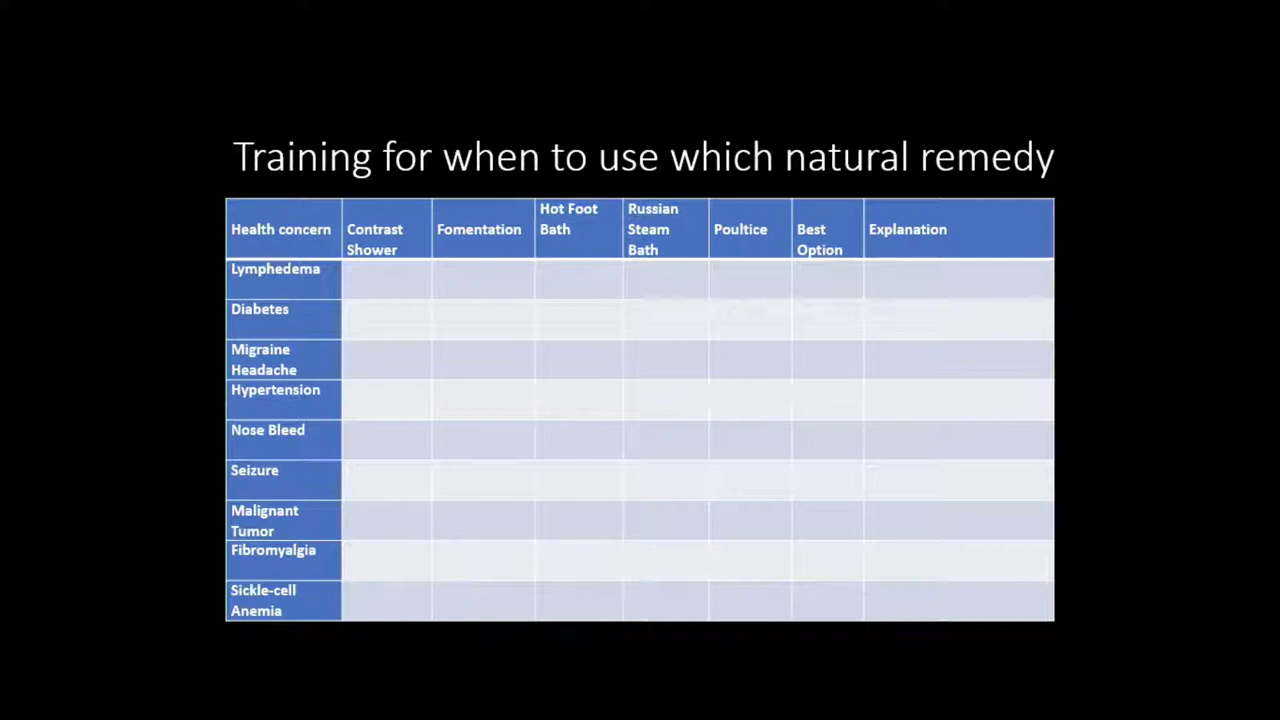 Training for when to use which natural remedy
Health concern
Contrast
Shower
Fomentation
Hot Foot
Bath
Russian
Steam
Bath
Poultice
Best
Option
Explanation
Lymphedema
Diabetes
Migraine
Headache
Hypertension
Nose Bleed
Seizure
Malignant
Tumor
Fibromyalgia
Sickle-cell
Anemia